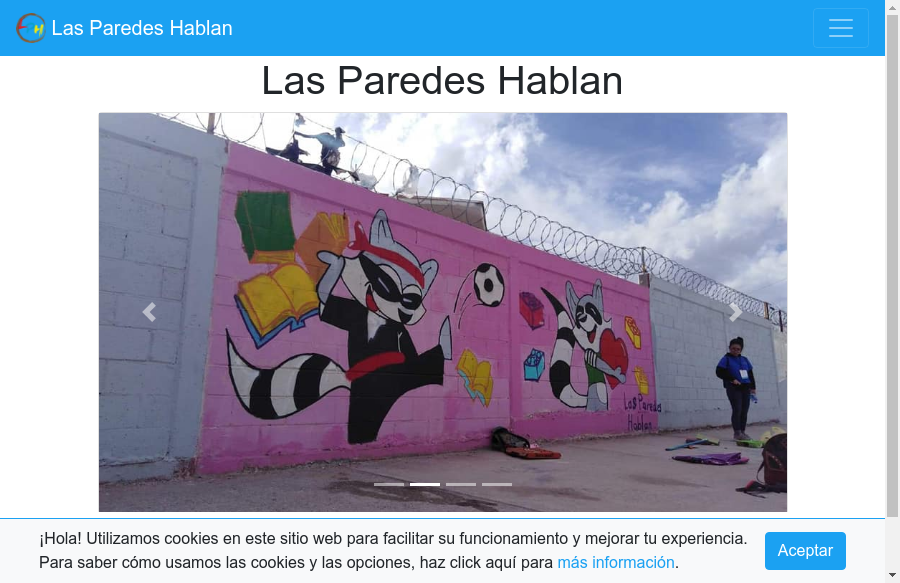 Las Paredes Hablan
Las Paredes Hablan
Las Paredes
Hablan
¡Hola! Utilizamos cookies en este sitio web para facilitar su funcionamiento y mejorar tu experiencia.
Para saber cómo usamos las cookies y las opciones, haz click aquí para más información.
Aceptar